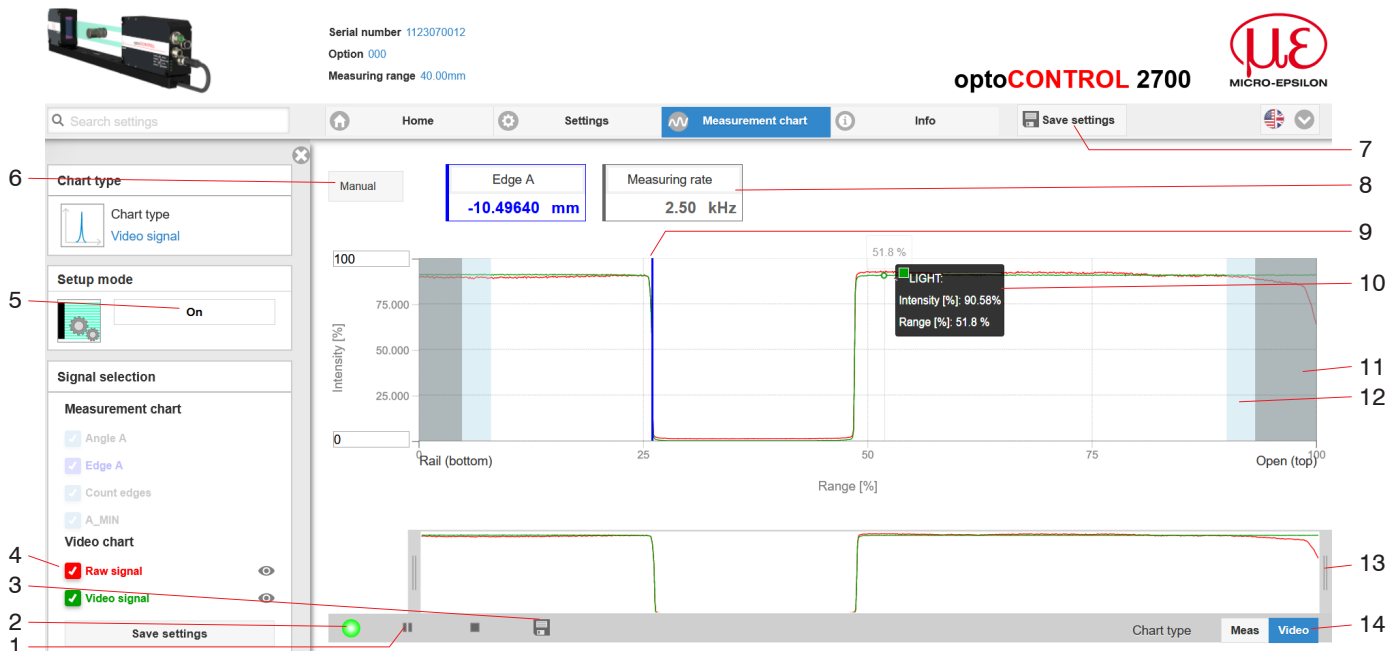 Serial number 1123070012
Option 000
Measuring range 40.00mm
optoCONTROL 2700
με
MICRO-EPSILON
Search settings
Home
Settings
Measurement chart
Info
Save settings
7
6
Chart type
Chart type
Video signal
Manual
Edge A
-10.49640 mm
Measuring rate
2.50 kHz
8
9
5
Setup mode
On
100
75.000
50.000
25.000
0
Intensity [%]
51.8 %
LIGHT:
Intensity [%]: 90.58%
Range [%]: 51.8 %
10
11
12
0
25
50
75
100
Rail (bottom)
Open (top)
Range [%]
Signal selection
Measurement chart
Angle A
Edge A
Count edges
A_MIN
Video chart
4
Raw signal
3
Video signal
13
2
Save settings
1
Chart type
Meas
Video
14